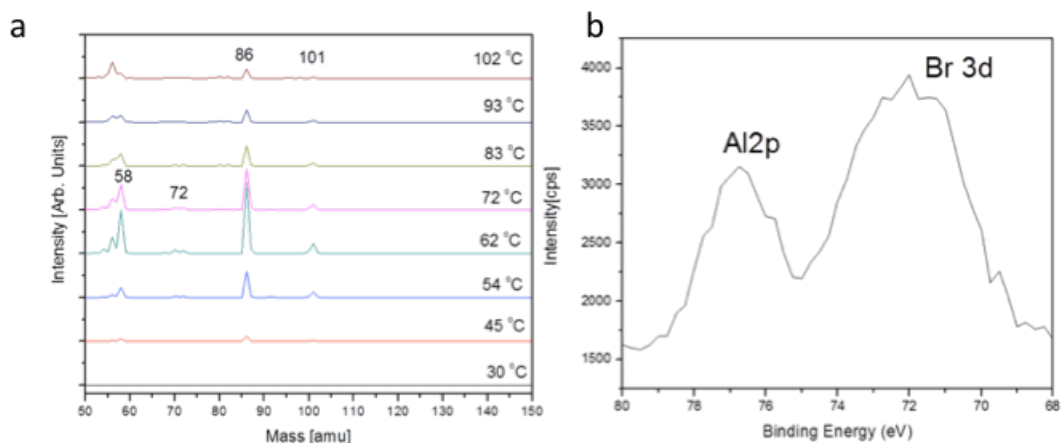 a
Intensity [Arb. Units]
86
101
102 °C
93 °C
83 °C
58
72
72 °C
62 °C
54 °C
45 °C
30 °C
50 60 70 80 90 100 110 120 130 140 150
Mass [amu]
b
Intensity[cps]
4000
3500
3000
2500
2000
1500
Al2p
Br 3d
80 78 76 74 72 70 68
Binding Energy (eV)